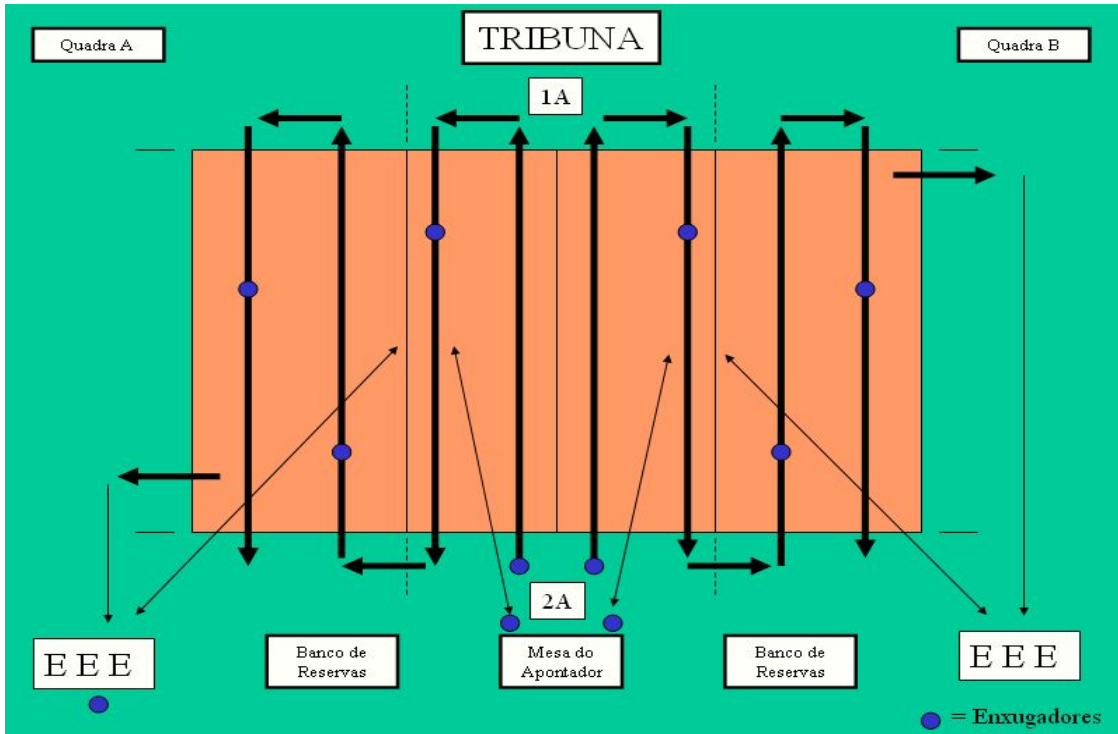 Quadra A
TRIBUNA
Quadra B
1A
2A
E E E
Banco de
Reservas
Mesa do
Apontador
Banco de
Reservas
E E E
= Enxugadores